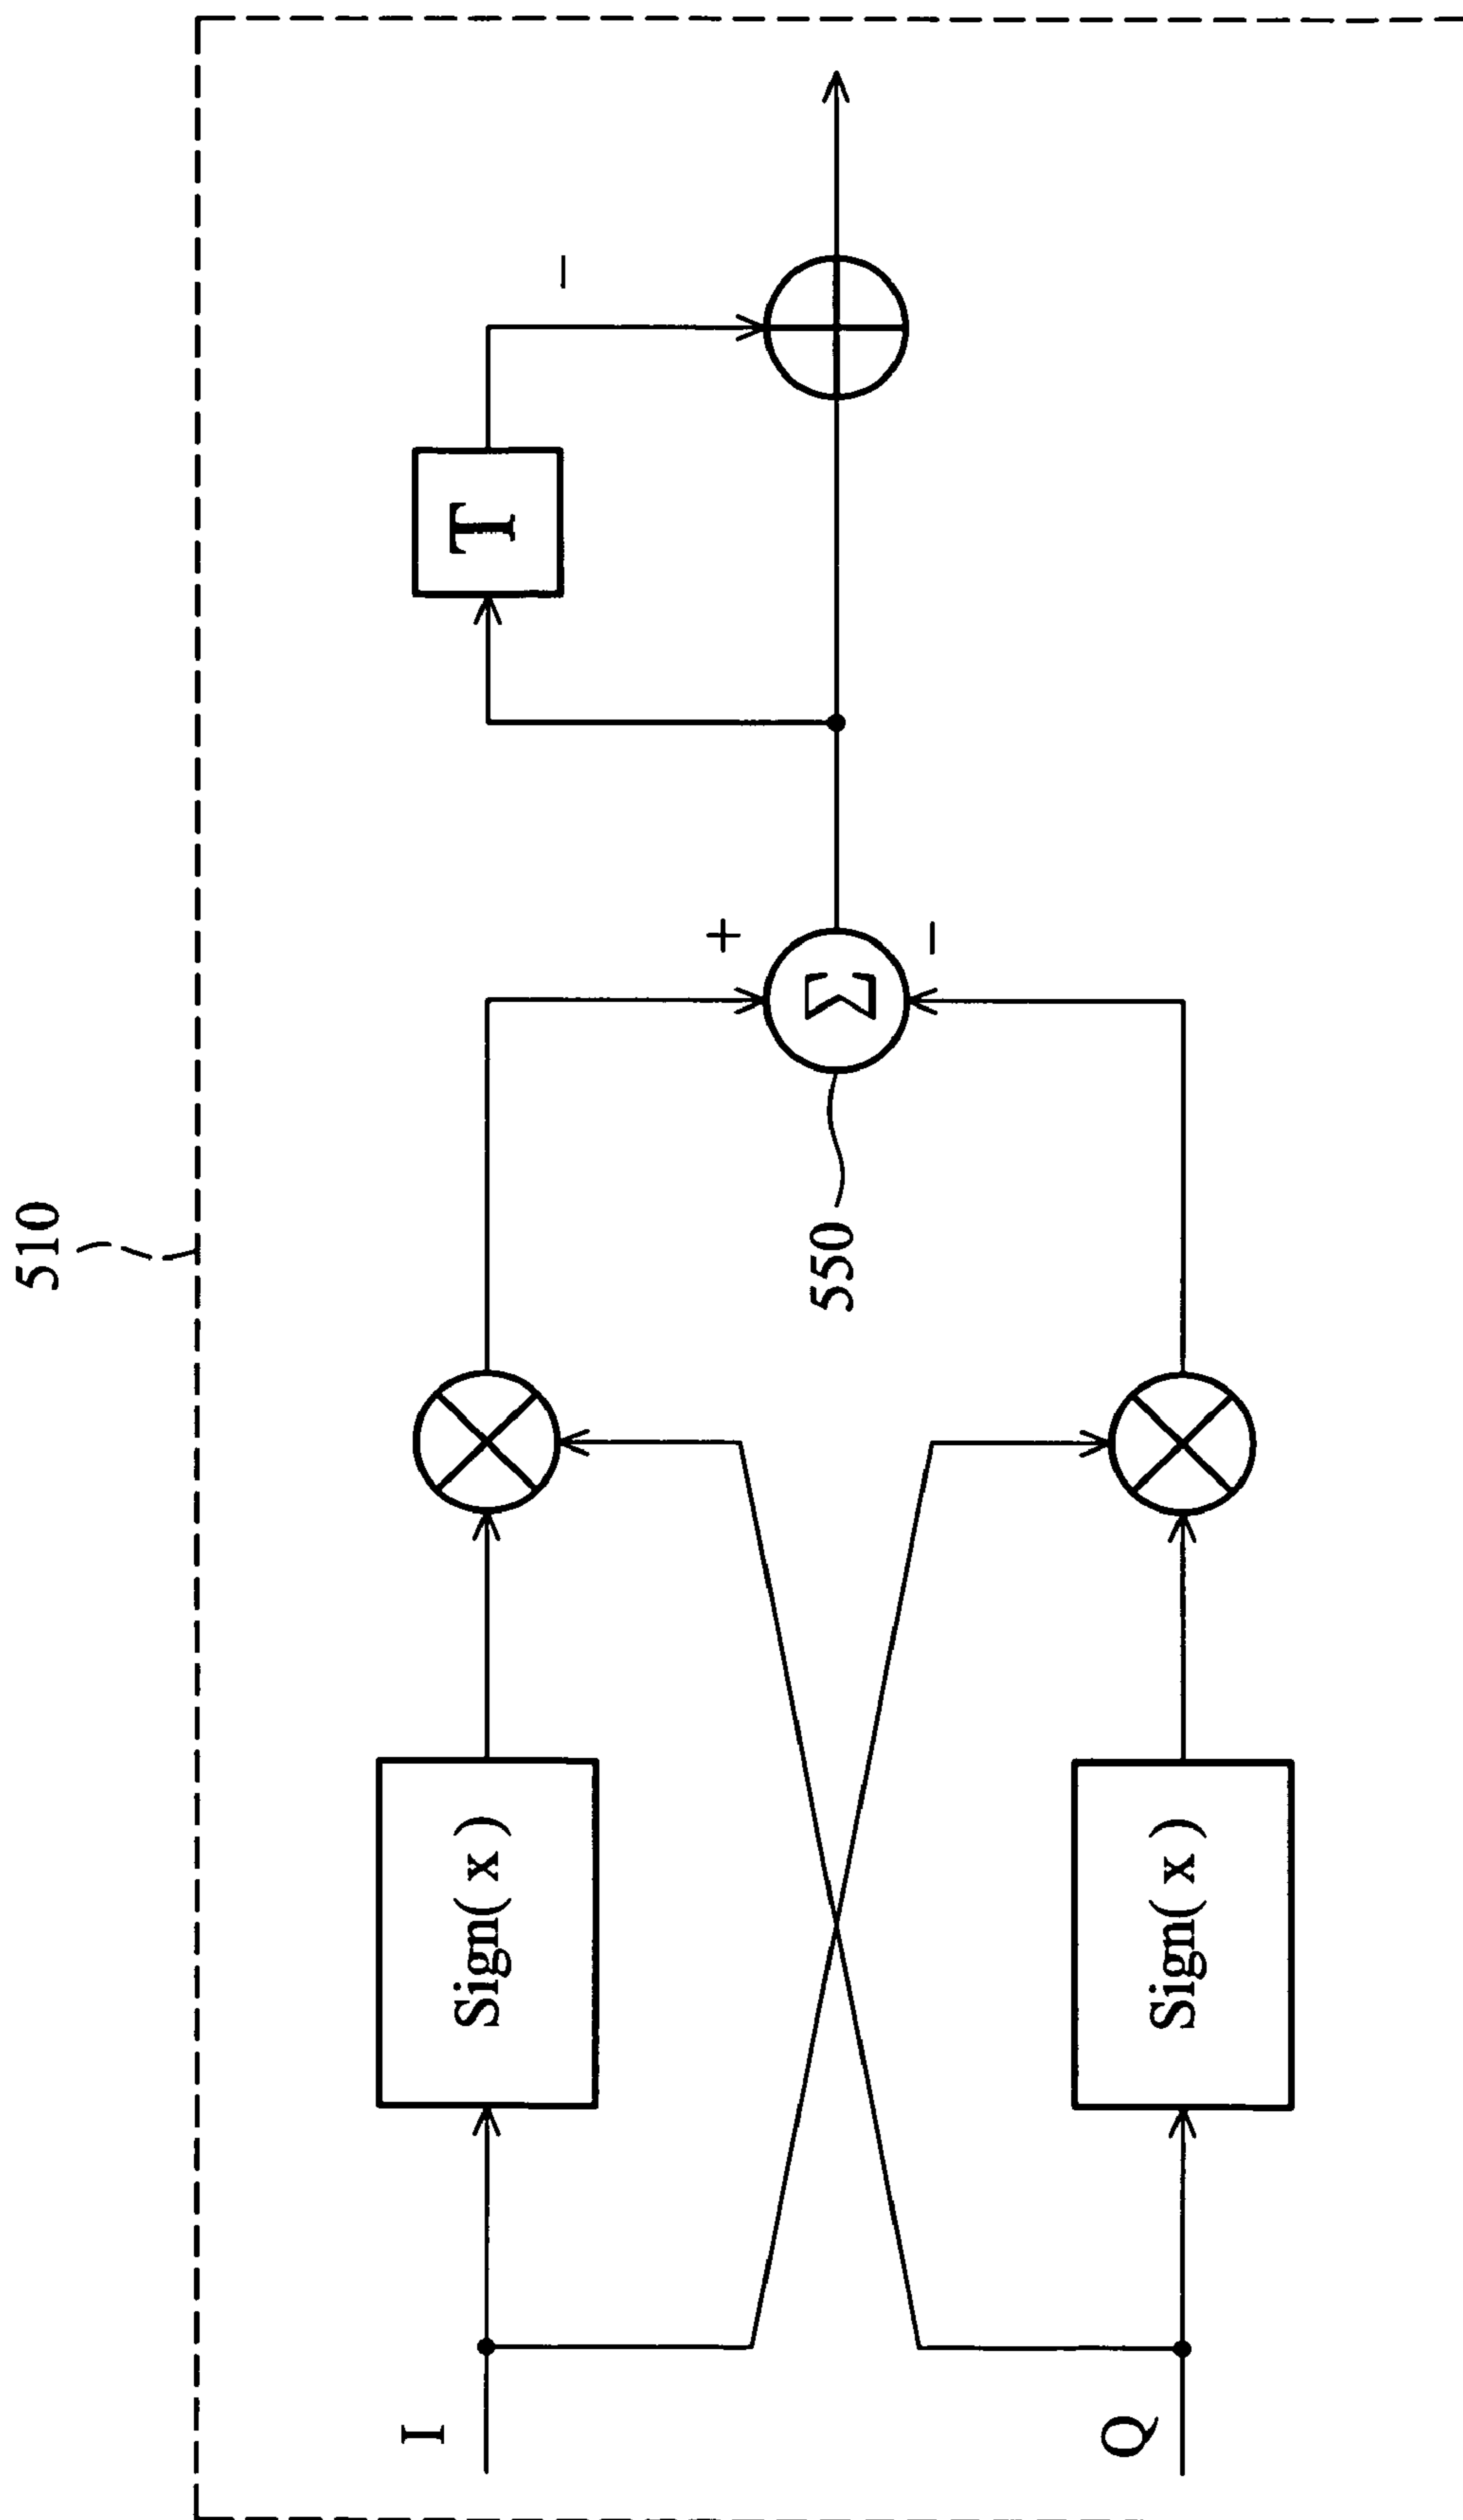 510
I
Sign( x )
T
−
+
Σ
−
550
Q
Sign( x )